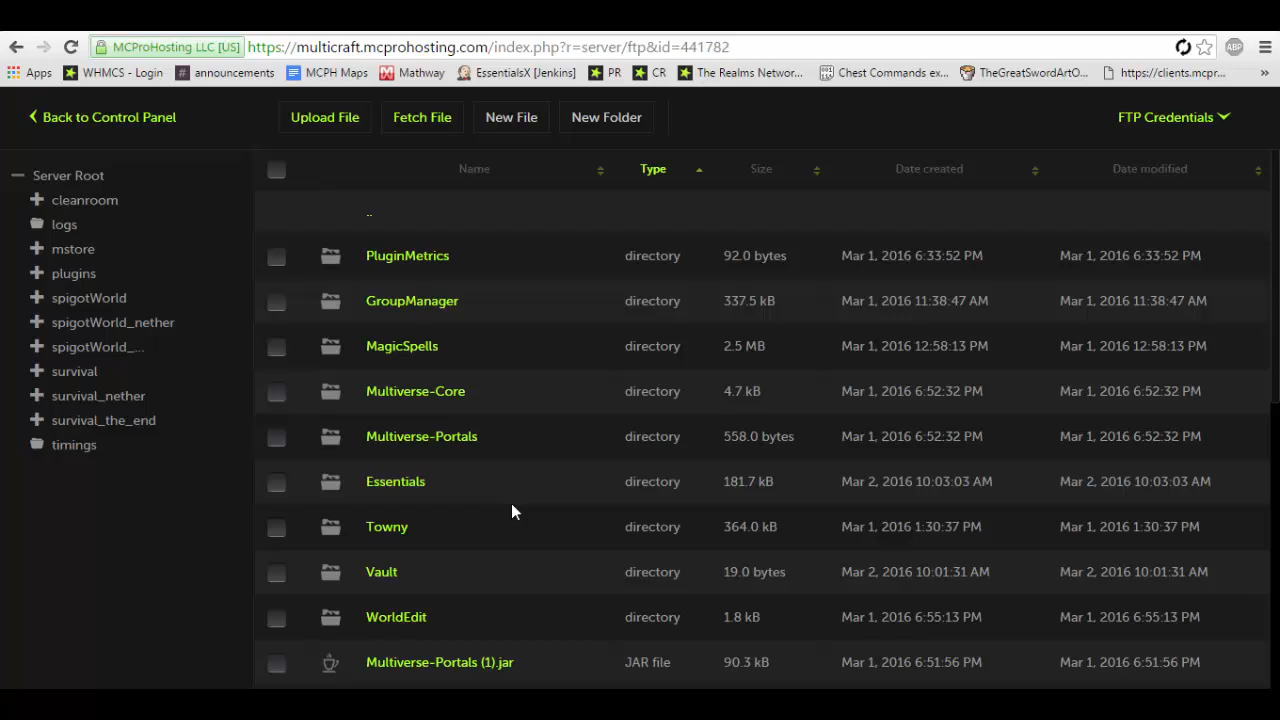 MCProHosting LLC [US] https://multicraft.mcprohosting.com/index.php?r=server/ftp&id=441782 ABP
Apps WHMCS - Login # announcements MCPH Maps Mathway EssentialsX [Jenkins] PR CR The Realms Networ... Chest Commands ex... TheGreatSwordArtO... https://clients.mcpr... »
Back to Control Panel Upload File Fetch File New File New Folder FTP Credentials
Name Type Size Date created Date modified
Server Root
cleanroom
logs
mstore
plugins
spigotWorld
spigotWorld_nether
spigotWorld_...
survival
survival_nether
survival_the_end
timings
..
PluginMetrics directory 92.0 bytes Mar 1, 2016 6:33:52 PM Mar 1, 2016 6:33:52 PM
GroupManager directory 337.5 kB Mar 1, 2016 11:38:47 AM Mar 1, 2016 11:38:47 AM
MagicSpells directory 2.5 MB Mar 1, 2016 12:58:13 PM Mar 1, 2016 12:58:13 PM
Multiverse-Core directory 4.7 kB Mar 1, 2016 6:52:32 PM Mar 1, 2016 6:52:32 PM
Multiverse-Portals directory 558.0 bytes Mar 1, 2016 6:52:32 PM Mar 1, 2016 6:52:32 PM
Essentials directory 181.7 kB Mar 2, 2016 10:03:03 AM Mar 2, 2016 10:03:03 AM
Towny directory 364.0 kB Mar 1, 2016 1:30:37 PM Mar 1, 2016 1:30:37 PM
Vault directory 19.0 bytes Mar 2, 2016 10:01:31 AM Mar 2, 2016 10:01:31 AM
WorldEdit directory 1.8 kB Mar 1, 2016 6:55:13 PM Mar 1, 2016 6:55:13 PM
Multiverse-Portals (1).jar JAR file 90.3 kB Mar 1, 2016 6:51:56 PM Mar 1, 2016 6:51:56 PM